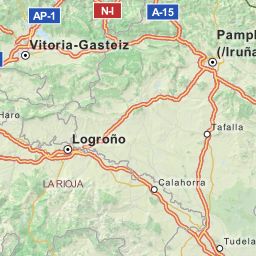 AP-1
N-I
A-15
Vitoria-Gasteiz
Pampl
(/Iruña
Haro
Tafalla
Logroño
LA RIOJA
Calahorra
Tudela